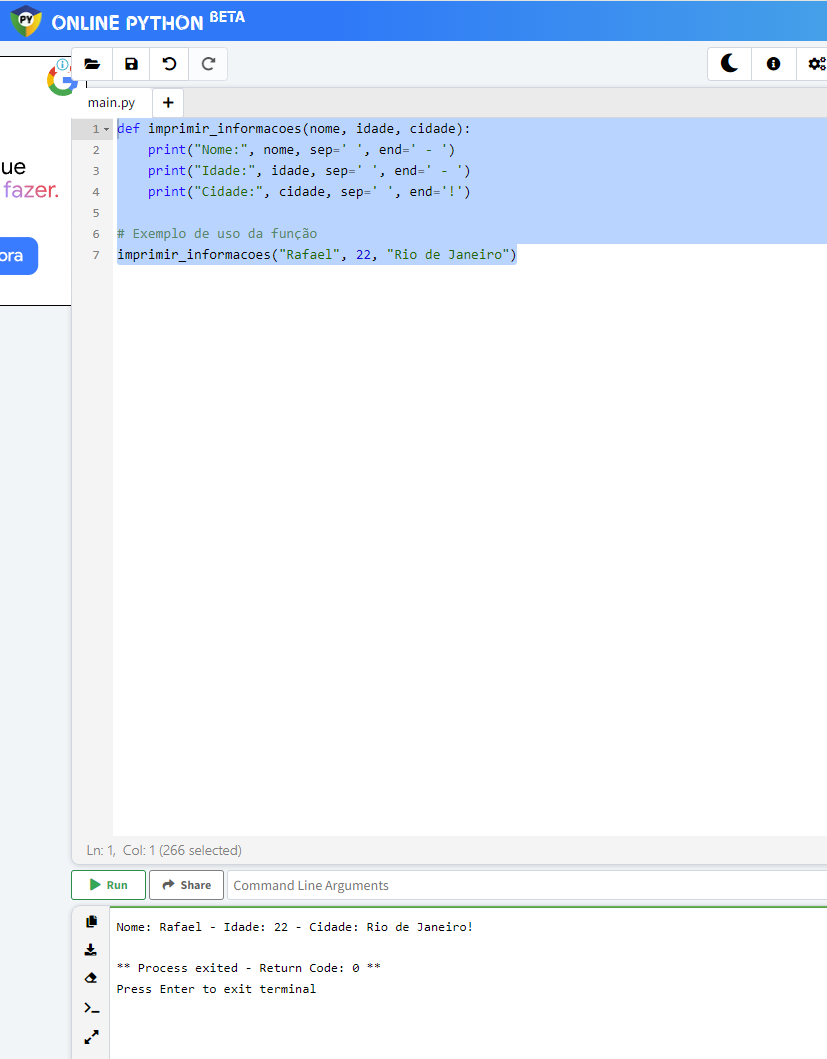 ONLINE PYTHON BETA
main.py +
ue
fazer.
ora
1 def imprimir_informacoes(nome, idade, cidade):
2     print("Nome:", nome, sep=' ', end=' - ')
3     print("Idade:", idade, sep=' ', end=' - ')
4     print("Cidade:", cidade, sep=' ', end='!')
5
6 # Exemplo de uso da função
7 imprimir_informacoes("Rafael", 22, "Rio de Janeiro")
Ln: 1, Col: 1 (266 selected)
Run Share Command Line Arguments
Nome: Rafael - Idade: 22 - Cidade: Rio de Janeiro!
** Process exited - Return Code: 0 **
Press Enter to exit terminal